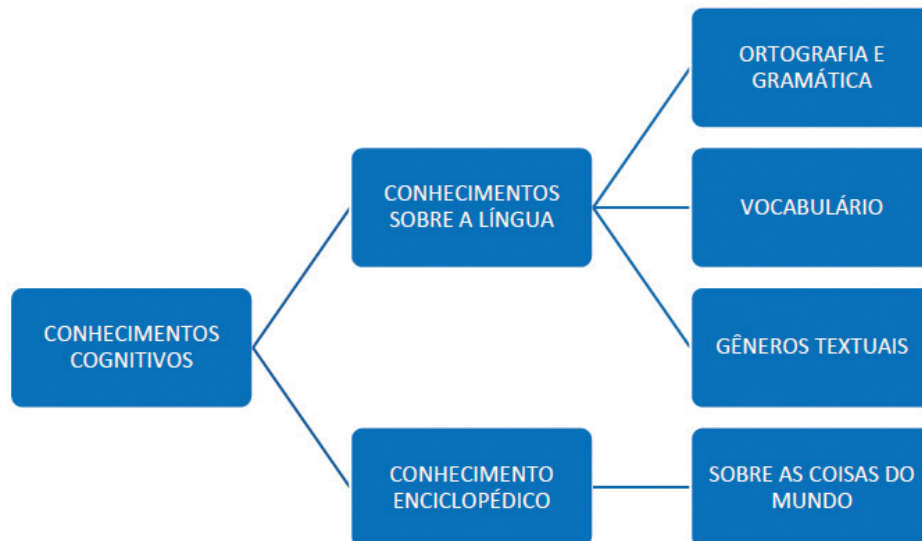 ORTOGRAFIA E
GRAMÁTICA
CONHECIMENTOS
SOBRE A LÍNGUA
VOCABULÁRIO
CONHECIMENTOS
COGNITIVOS
GÊNEROS TEXTUAIS
CONHECIMENTO
ENCICLOPÉDICO
SOBRE AS COISAS DO
MUNDO